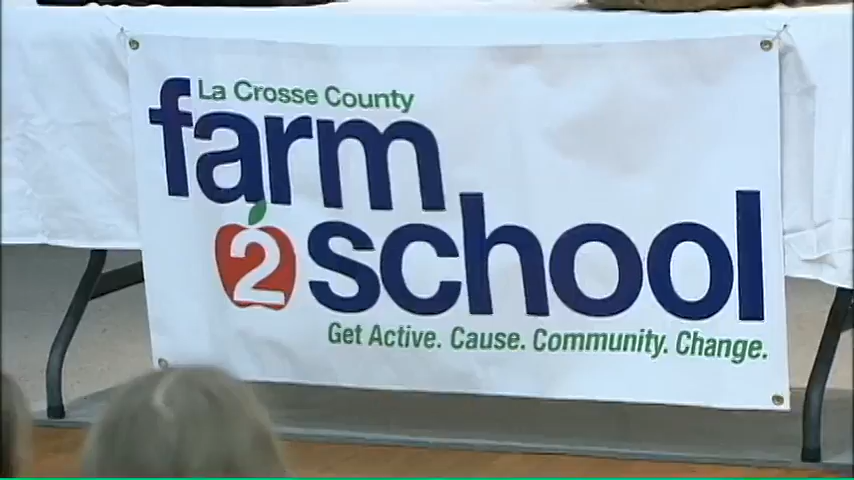 La Crosse County
farm
2 school
Get Active. Cause. Community. Change.